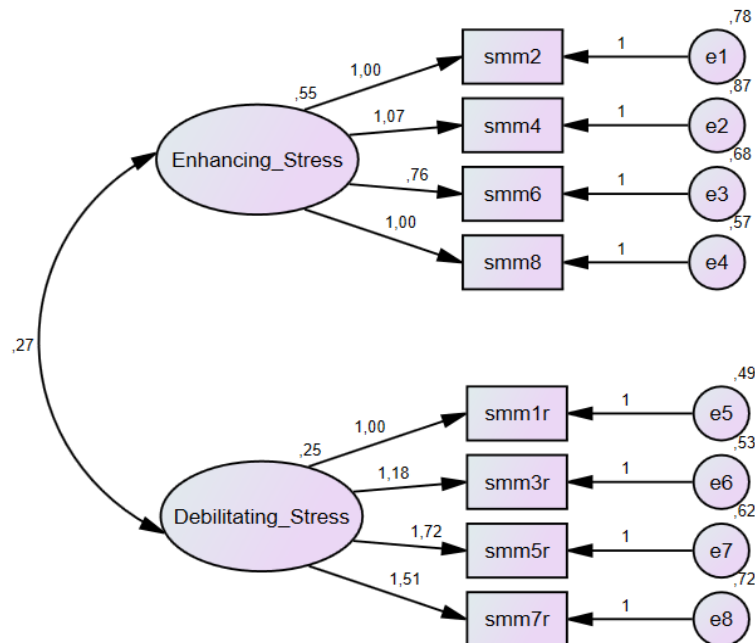 ,78
smm2 1 e1
1,00
,55
,87
1,07 smm4 1 e2
Enhancing_Stress
,68
,76 smm6 1 e3
,57
1,00 smm8 1 e4
,27
,49
smm1r 1 e5
1,00
,25
,53
1,18 smm3r 1 e6
Debilitating_Stress
,62
1,72 smm5r 1 e7
,72
1,51 smm7r 1 e8